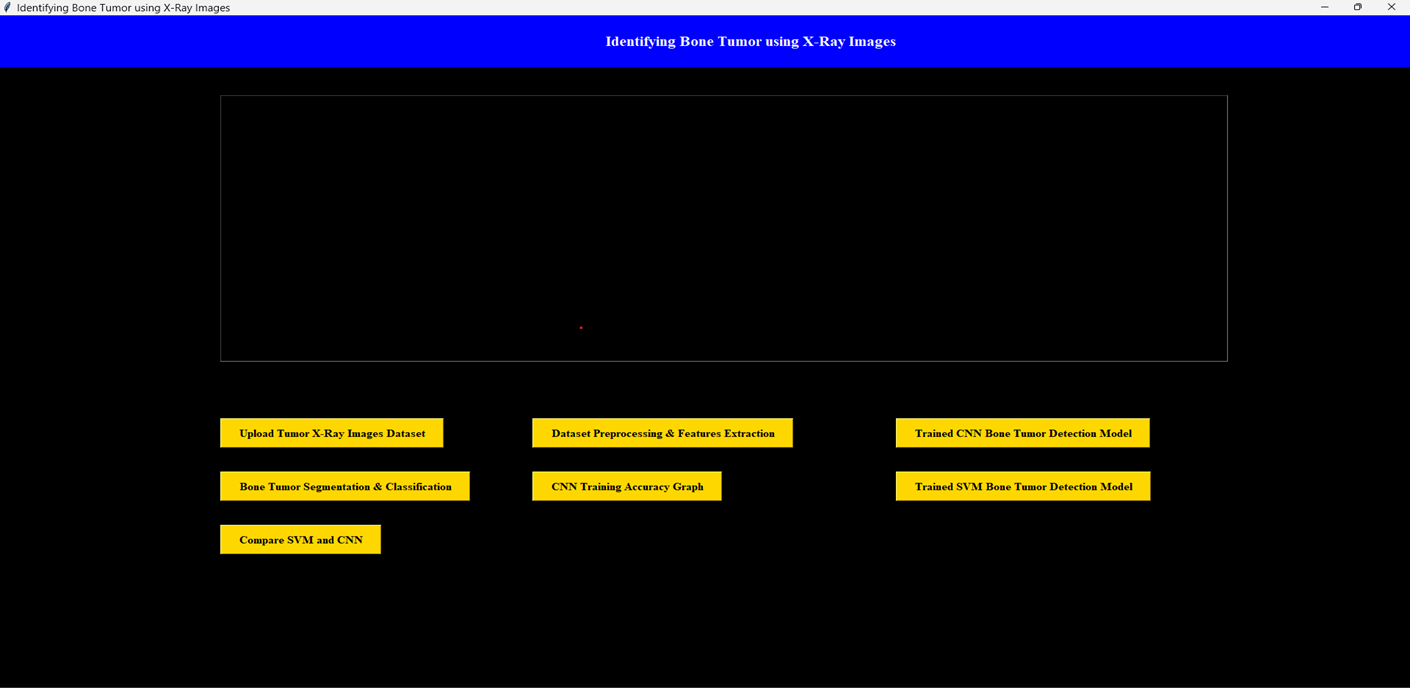 Identifying Bone Tumor using X-Ray Images
Identifying Bone Tumor using X-Ray Images
Upload Tumor X-Ray Images Dataset
Dataset Preprocessing & Features Extraction
Trained CNN Bone Tumor Detection Model
Bone Tumor Segmentation & Classification
CNN Training Accuracy Graph
Trained SVM Bone Tumor Detection Model
Compare SVM and CNN